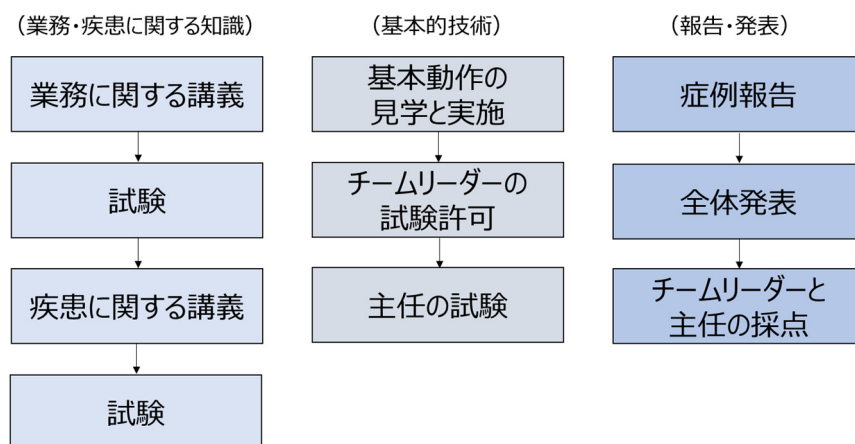 （業務・疾患に関する知識）
業務に関する講義
試験
疾患に関する講義
試験
（基本的技術）
基本動作の
見学と実施
チームリーダーの
試験許可
主任の試験
（報告・発表）
症例報告
全体発表
チームリーダーと
主任の採点